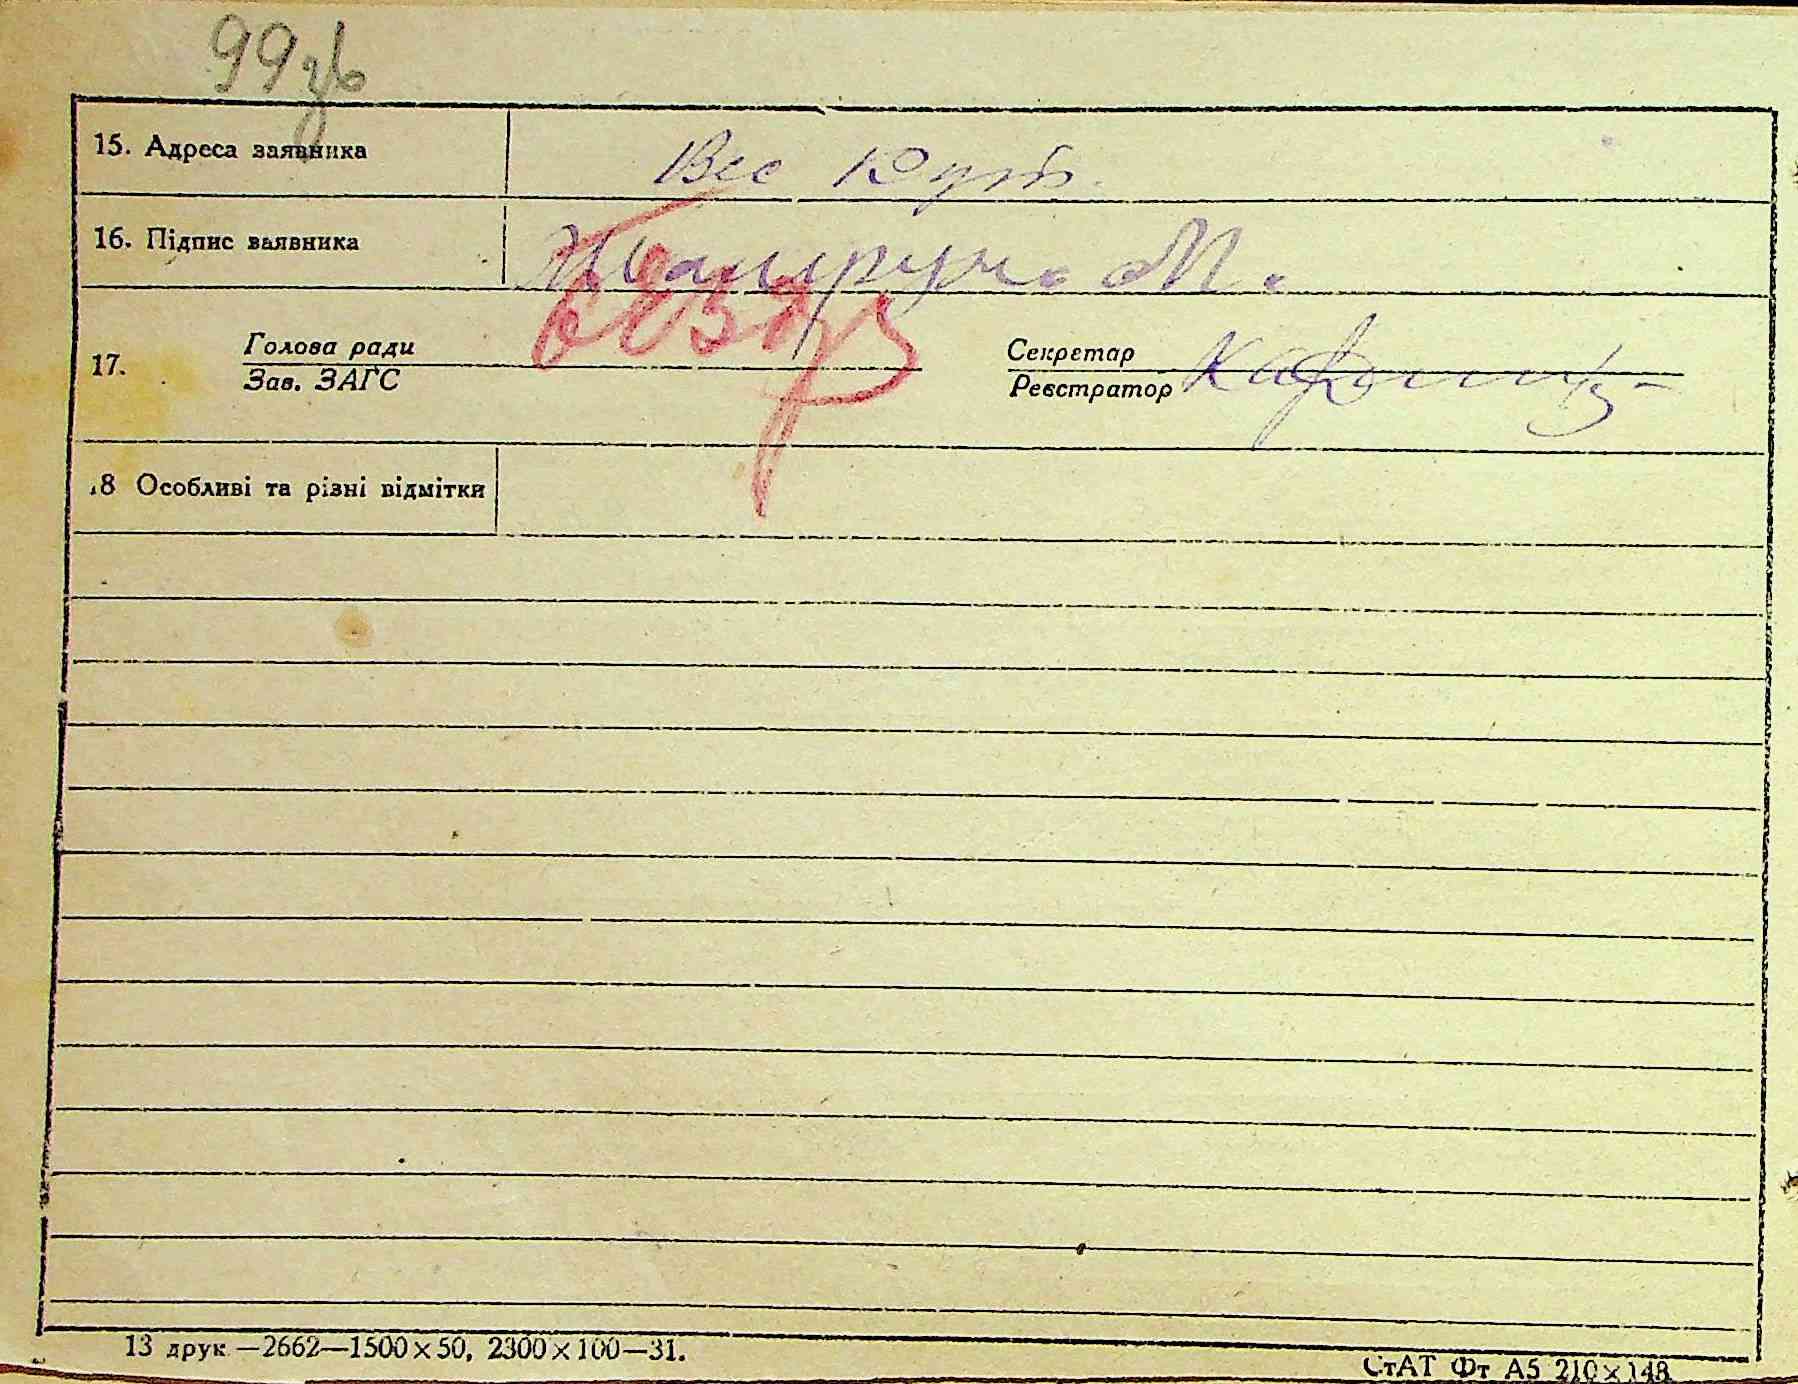 99зв
15. Адреса заявника Вес Кут
16. Підпис заявника М.
17. Голова ради Секретар
Зав. ЗАГС Реєстратор
18 Особливі та різні відмітки
13 друк —2662—1500×50, 2300×100—31.
СтАТ Фт А5 210×148